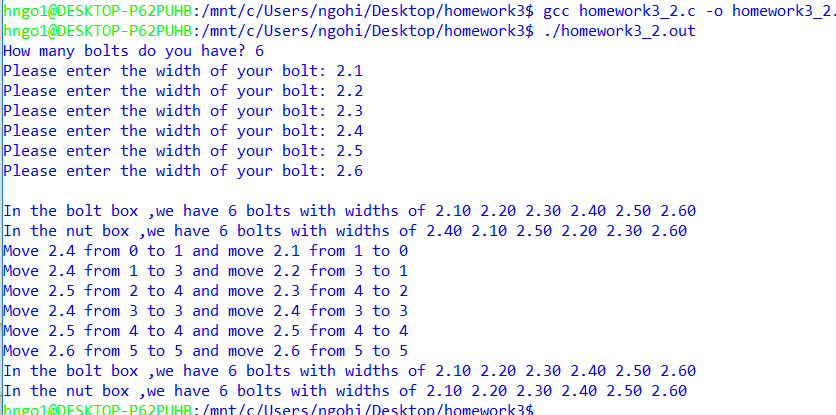 hngo1@DESKTOP-P62PUHB:/mnt/c/Users/ngohi/Desktop/homework3$ gcc homework3_2.c -o homework3_2.
hngo1@DESKTOP-P62PUHB:/mnt/c/Users/ngohi/Desktop/homework3$ ./homework3_2.out
How many bolts do you have? 6
Please enter the width of your bolt: 2.1
Please enter the width of your bolt: 2.2
Please enter the width of your bolt: 2.3
Please enter the width of your bolt: 2.4
Please enter the width of your bolt: 2.5
Please enter the width of your bolt: 2.6
In the bolt box ,we have 6 bolts with widths of 2.10 2.20 2.30 2.40 2.50 2.60
In the nut box ,we have 6 bolts with widths of 2.40 2.10 2.50 2.20 2.30 2.60
Move 2.4 from 0 to 1 and move 2.1 from 1 to 0
Move 2.4 from 1 to 3 and move 2.2 from 3 to 1
Move 2.5 from 2 to 4 and move 2.3 from 4 to 2
Move 2.4 from 3 to 3 and move 2.4 from 3 to 3
Move 2.5 from 4 to 4 and move 2.5 from 4 to 4
Move 2.6 from 5 to 5 and move 2.6 from 5 to 5
In the bolt box ,we have 6 bolts with widths of 2.10 2.20 2.30 2.40 2.50 2.60
In the nut box ,we have 6 bolts with widths of 2.10 2.20 2.30 2.40 2.50 2.60
hngo1@DESKTOP-P62PUHB:/mnt/c/Users/ngohi/Desktop/homework3$